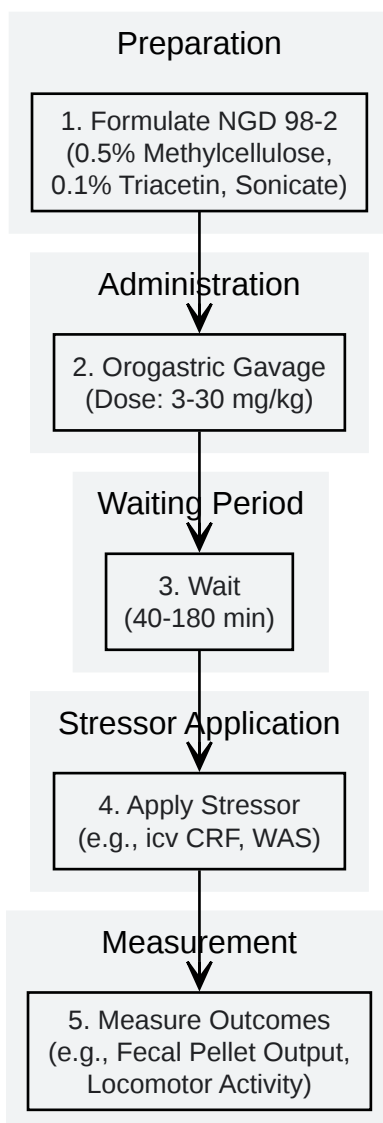 Preparation
1. Formulate NGD 98-2
(0.5% Methylcellulose,
0.1% Triacetin, Sonicate)
Administration
2. Orogastric Gavage
(Dose: 3-30 mg/kg)
Waiting Period
3. Wait
(40-180 min)
Stressor Application
4. Apply Stressor
(e.g., icv CRF, WAS)
Measurement
5. Measure Outcomes
(e.g., Fecal Pellet Output,
Locomotor Activity)